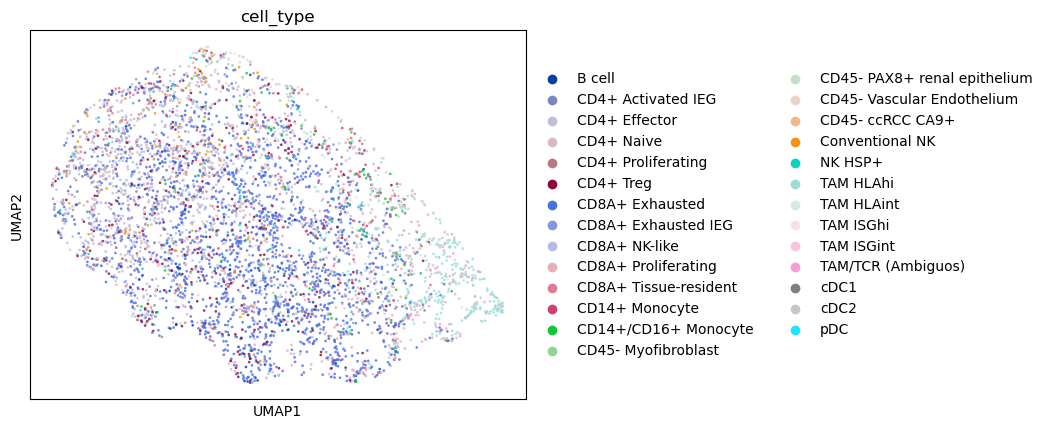 cell_type
UMAP2
UMAP1
B cell
CD4+ Activated IEG
CD4+ Effector
CD4+ Naive
CD4+ Proliferating
CD4+ Treg
CD8A+ Exhausted
CD8A+ Exhausted IEG
CD8A+ NK-like
CD8A+ Proliferating
CD8A+ Tissue-resident
CD14+ Monocyte
CD14+/CD16+ Monocyte
CD45- Myofibroblast
CD45- PAX8+ renal epithelium
CD45- Vascular Endothelium
CD45- ccRCC CA9+
Conventional NK
NK HSP+
TAM HLAhi
TAM HLAint
TAM ISGhi
TAM ISGint
TAM/TCR (Ambiguos)
cDC1
cDC2
pDC